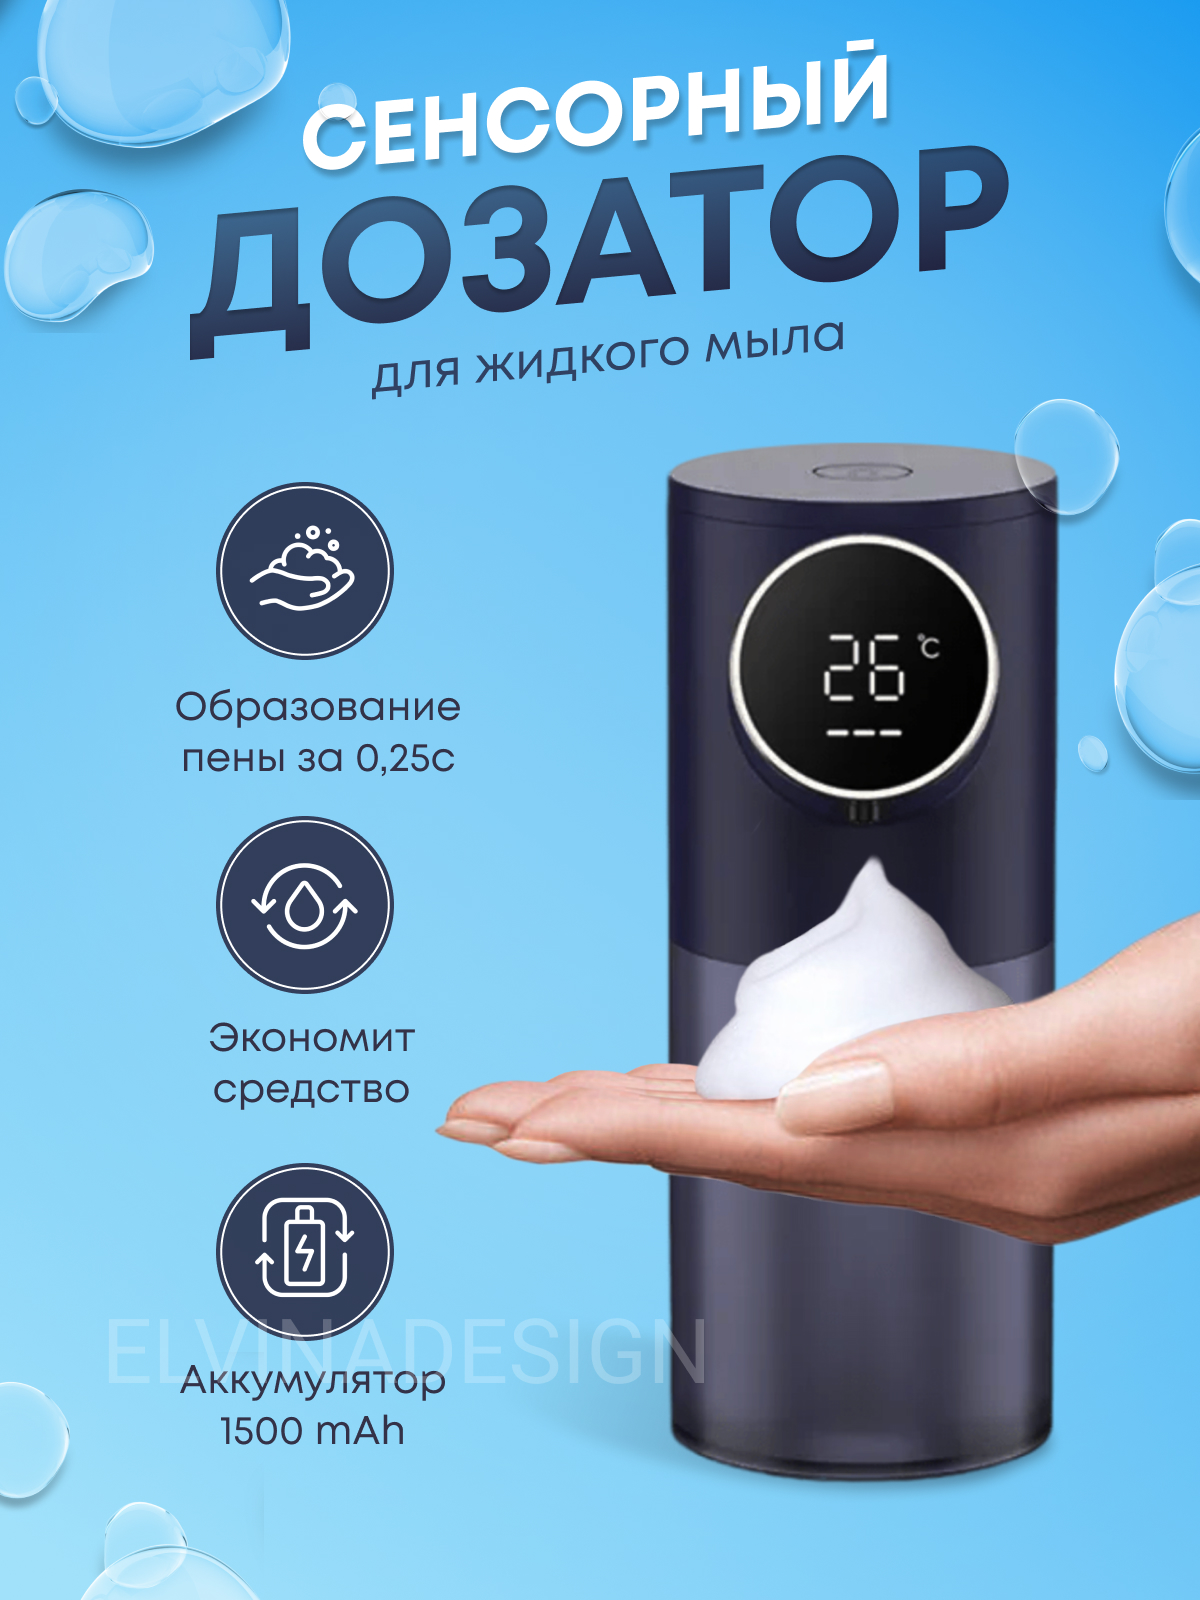 СЕНСОРНЫЙ
ДОЗАТОР
для жидкого мыла
26 °C
Образование
пены за 0,25с
Экономит
средство
ELVINADESIGN
Аккумулятор
1500 mAh